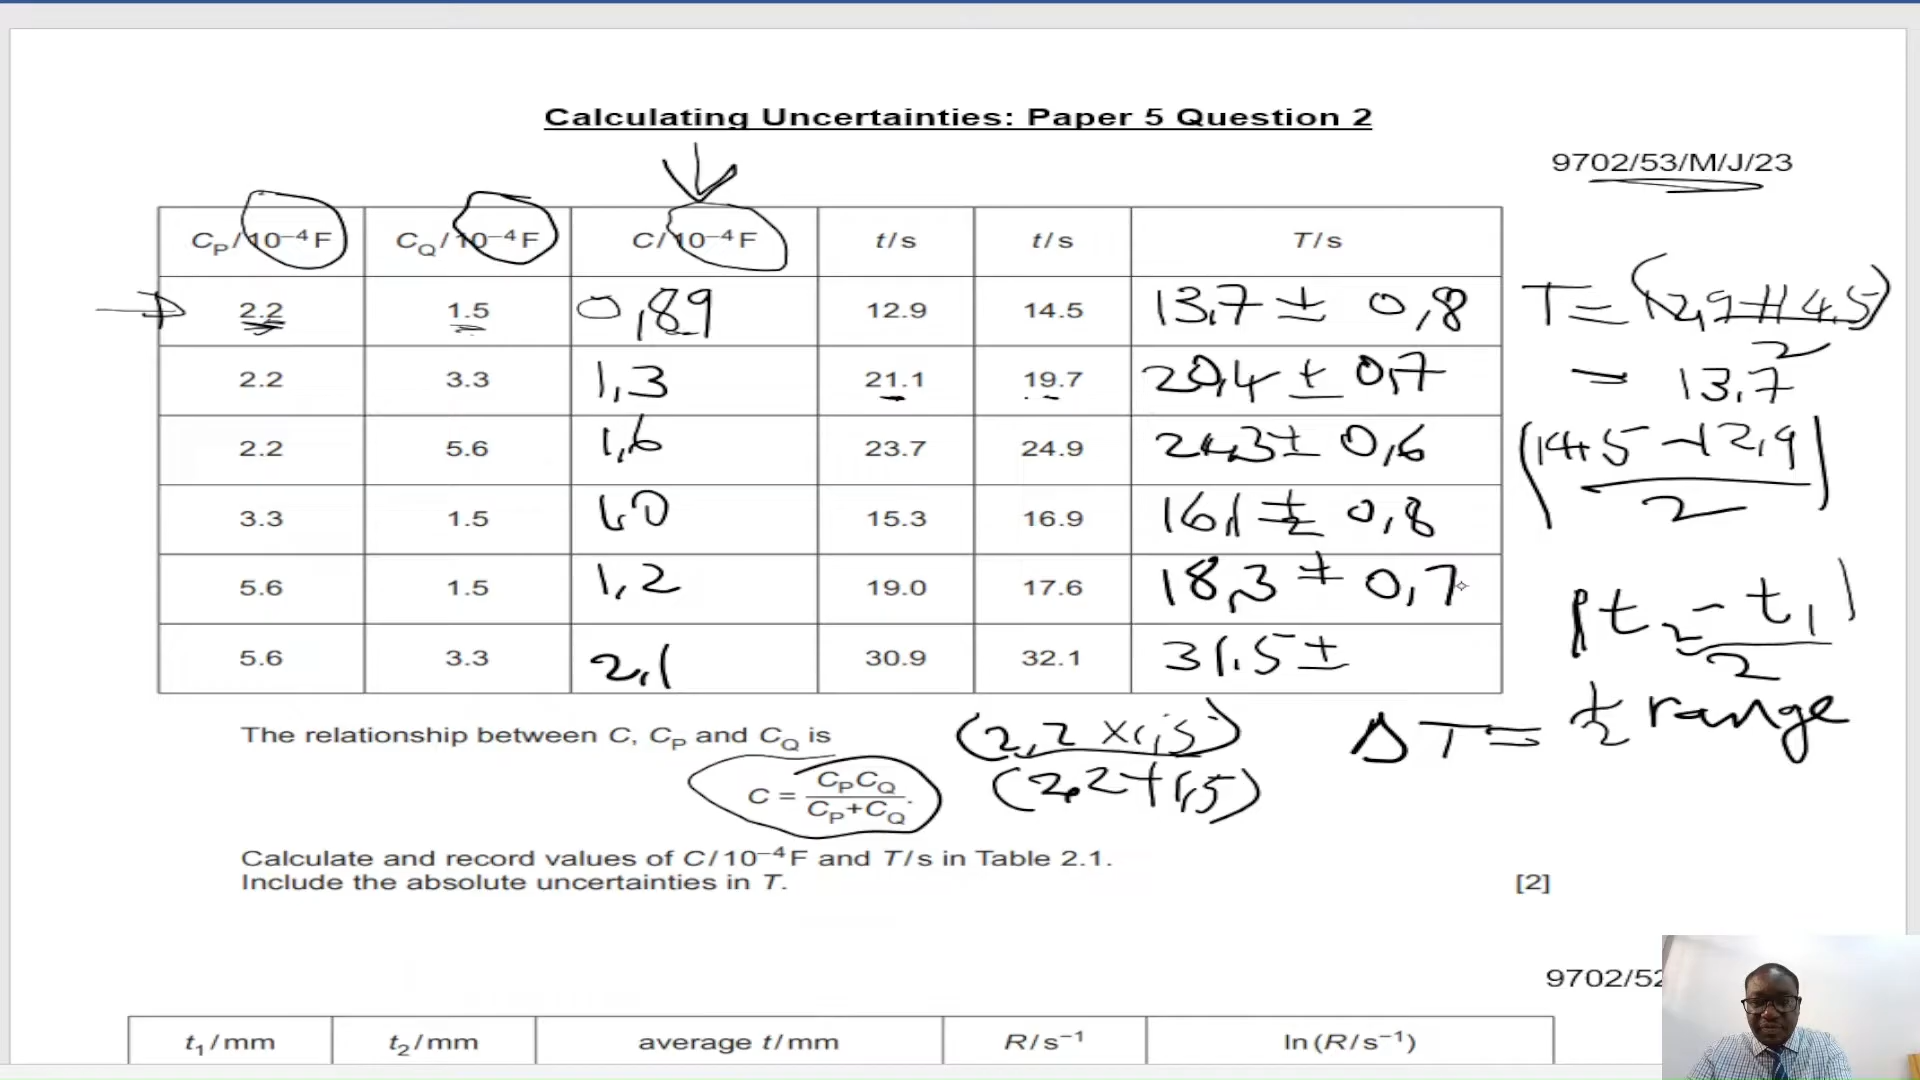 Calculating Uncertainties: Paper 5 Question 2
9702/53/M/J/23
C_P/10⁻⁴F C_Q/10⁻⁴F C/10⁻⁴F t/s t/s T/s
2.2 1.5 0,89 12.9 14.5 13,7 ± 0,8
2.2 3.3 1,3 21.1 19.7 20,4 ± 0,7
2.2 5.6 1,6 23.7 24.9 24,3 ± 0,6
3.3 1.5 1,0 15.3 16.9 16,1 ± 0,8
5.6 1.5 1,2 19.0 17.6 18,3 ± 0,7
5.6 3.3 2,1 30.9 32.1 31,5 ±
T = (12,9 + 14,5)
2
= 13,7
|14,5 - 12,9|
2
|t₂ - t₁|
2
ΔT = ½ range
The relationship between C, C_P and C_Q is
(2,2 × 1,5)
(2,2 + 1,5)
C = C_P C_Q / C_P + C_Q.
Calculate and record values of C/10⁻⁴F and T/s in Table 2.1.
Include the absolute uncertainties in T. [2]
9702/52
t₁/mm t₂/mm average t/mm R/s⁻¹ ln(R/s⁻¹)